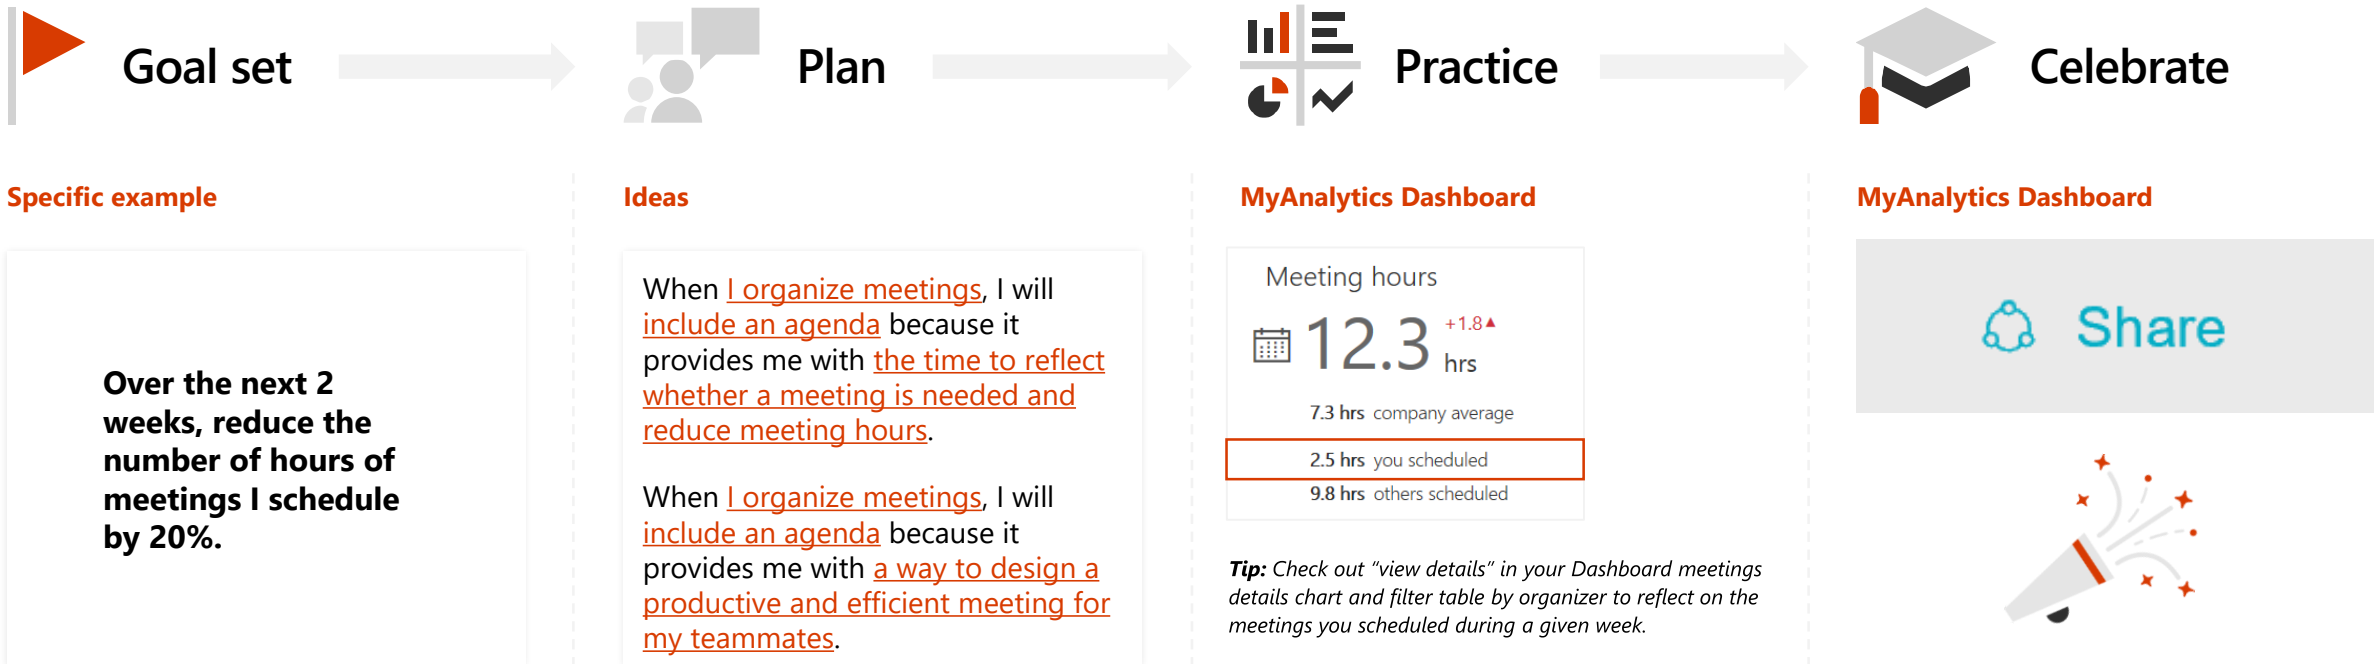 Goal set
Plan
Practice
Celebrate
Specific example
Over the next 2
weeks, reduce the
number of hours of
meetings I schedule
by 20%.
Ideas
When I organize meetings, I will
include an agenda because it
provides me with the time to reflect
whether a meeting is needed and
reduce meeting hours.
When I organize meetings, I will
include an agenda because it
provides me with a way to design a
productive and efficient meeting for
my teammates.
MyAnalytics Dashboard
Meeting hours
12.3 +1.8▲
hrs
7.3 hrs company average
2.5 hrs you scheduled
9.8 hrs others scheduled
Tip: Check out “view details” in your Dashboard meetings
details chart and filter table by organizer to reflect on the
meetings you scheduled during a given week.
MyAnalytics Dashboard
Share